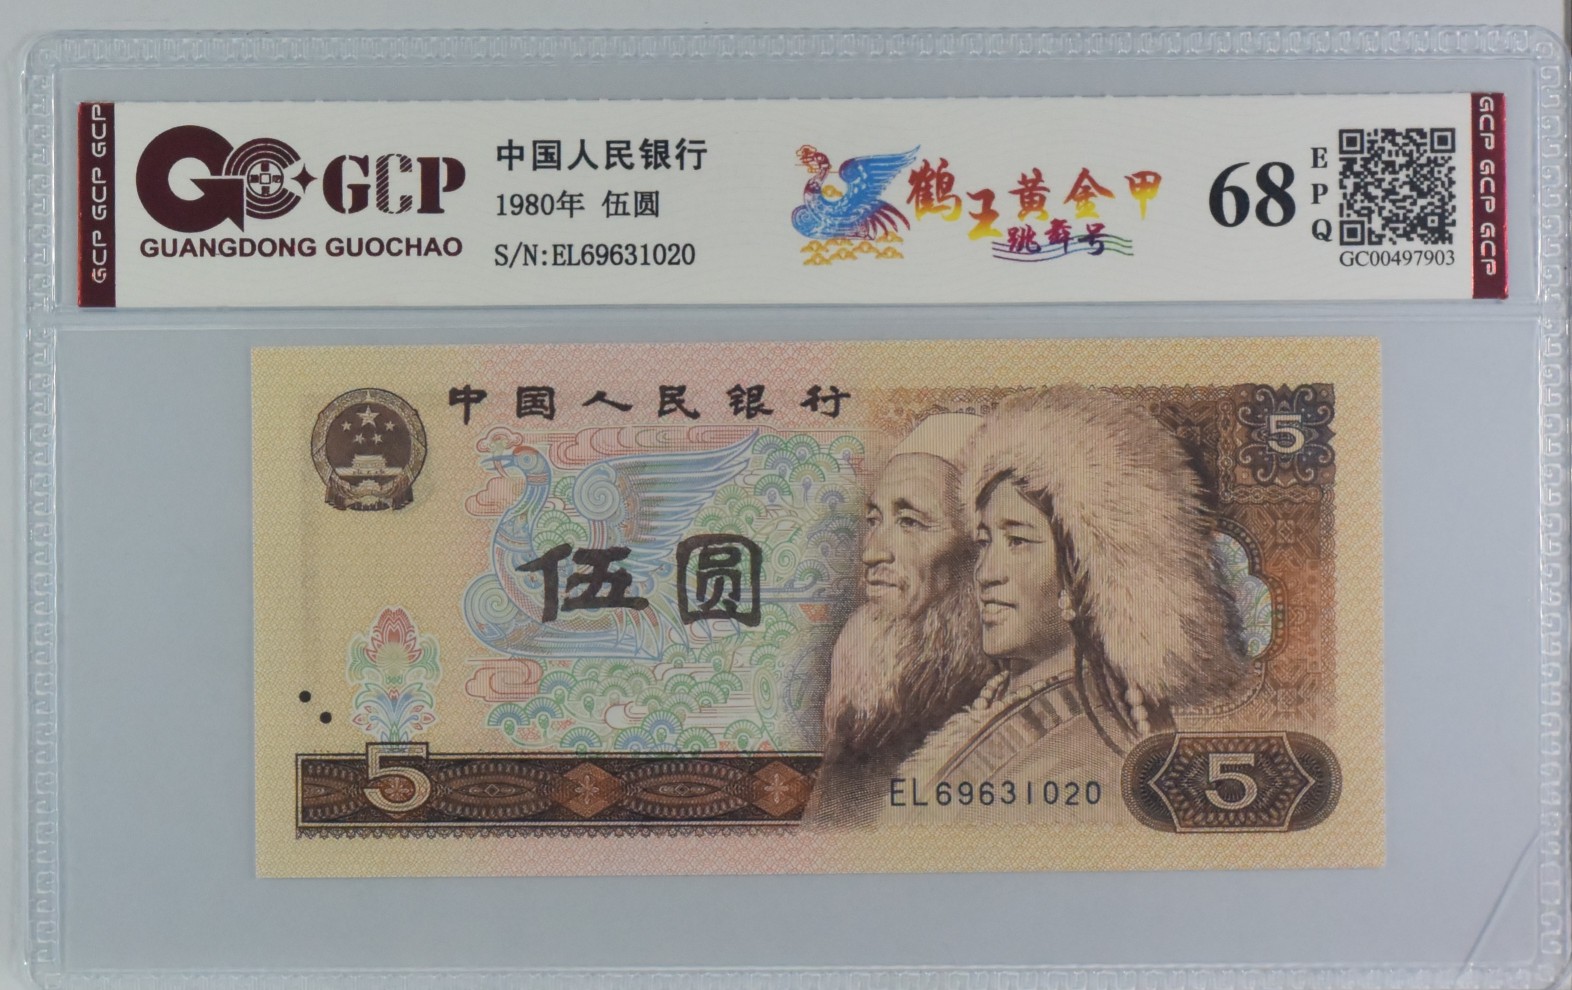 GCP GCP GCP
GCP
GUANGDONG GUOCHAO
中国人民银行
1980年 伍圆
S/N:EL69631020
鹤王黄金甲
跳舞号
68
EPQ
GC00497903
GCP GCP GCP
中国人民银行
5
伍圆
5
EL69631020
5